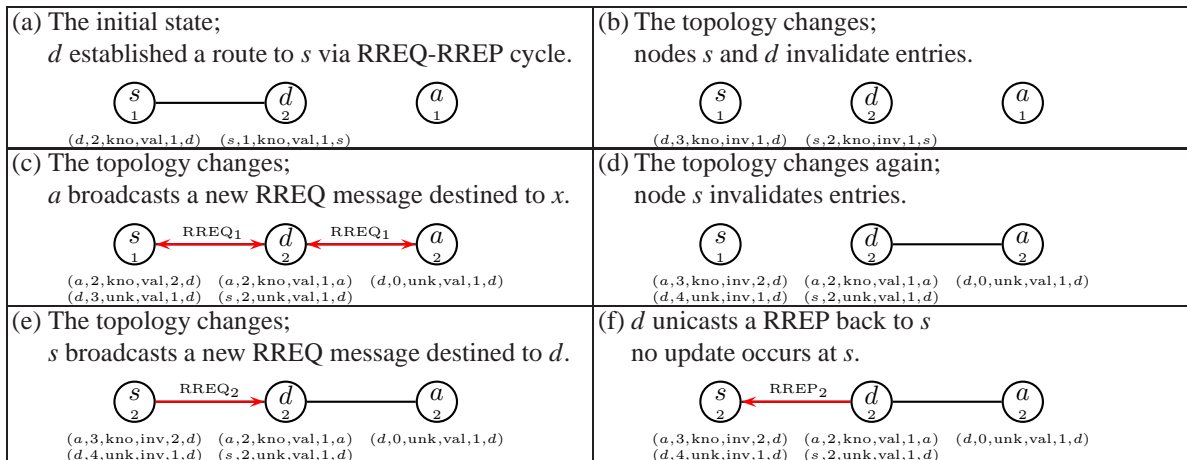 (a) The initial state;
d established a route to s via RREQ-RREP cycle.
s d a
1 2 1
(d,2,kno,val,1,d) (s,1,kno,val,1,s)
(b) The topology changes;
nodes s and d invalidate entries.
s d a
1 2 1
(d,3,kno,inv,1,d) (s,2,kno,inv,1,s)
(c) The topology changes;
a broadcasts a new RREQ message destined to x.
s RREQ1 d RREQ1 a
1 2 2
(a,2,kno,val,2,d) (a,2,kno,val,1,a) (d,0,unk,val,1,d)
(d,3,unk,val,1,d) (s,2,unk,val,1,d)
(d) The topology changes again;
node s invalidates entries.
s d a
1 2 2
(a,3,kno,inv,2,d) (a,2,kno,val,1,a) (d,0,unk,val,1,d)
(d,4,unk,inv,1,d) (s,2,unk,val,1,d)
(e) The topology changes;
s broadcasts a new RREQ message destined to d.
s RREQ2 d a
2 2 2
(a,3,kno,inv,2,d) (a,2,kno,val,1,a) (d,0,unk,val,1,d)
(d,4,unk,inv,1,d) (s,2,unk,val,1,d)
(f) d unicasts a RREP back to s
no update occurs at s.
s RREP2 d a
2 2 2
(a,3,kno,inv,2,d) (a,2,kno,val,1,a) (d,0,unk,val,1,d)
(d,4,unk,inv,1,d) (s,2,unk,val,1,d)